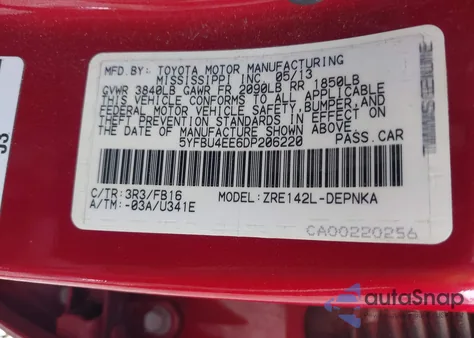 MFD.BY: TOYOTA MOTOR MANUFACTURING
MISSISSIPPI, INC. 05/13
GVWR 3840LB GAWR FR 2090LB RR 1850LB
THIS VEHICLE CONFORMS TO ALL APPLICABLE
FEDERAL MOTOR VEHICLE SAFETY,BUMPER,AND
THEFT PREVENTION STANDARDS IN EFFECT ON
THE DATE OF MANUFACTURE SHOWN ABOVE.
5YFBU4EE6DP206220 PASS.CAR
C/TR: 3R3/FB16 MODEL: ZRE142L-DEPNKA
A/TM: -03A/U341E
CA00220256
autoSnap